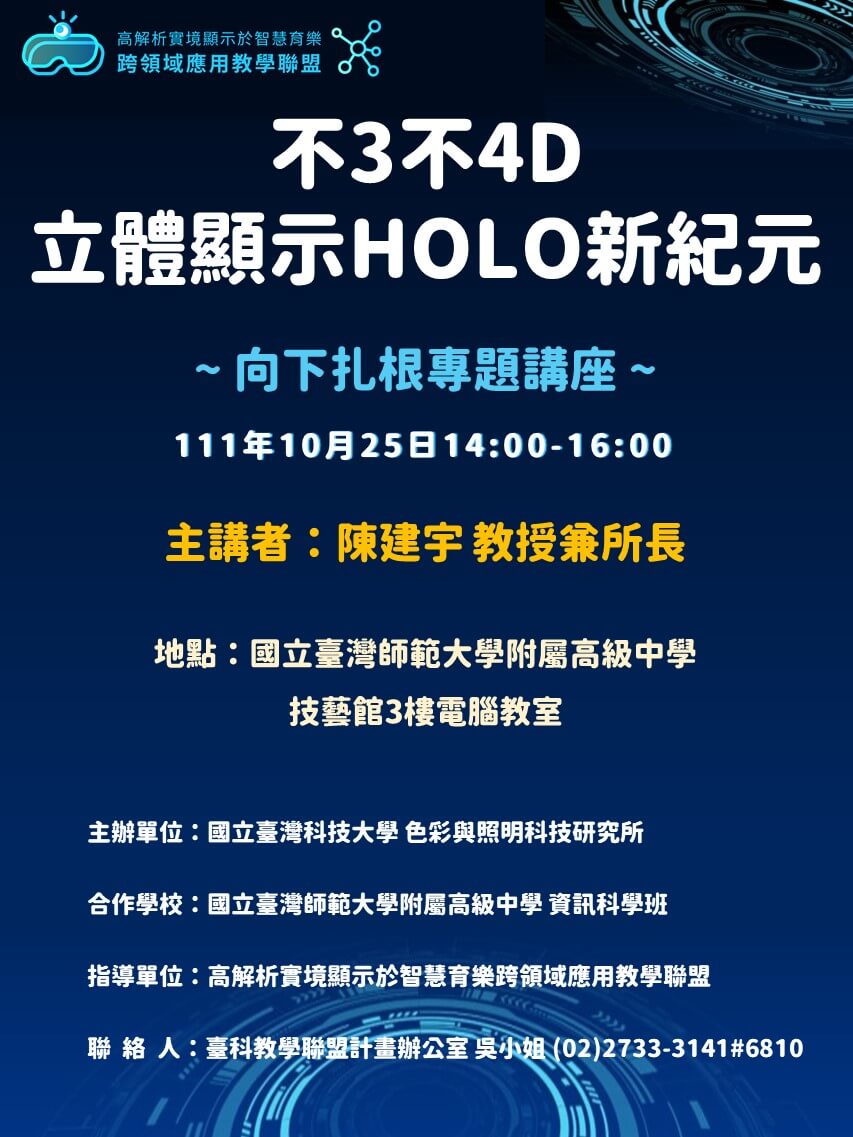 高解析實境顯示於智慧育樂
跨領域應用教學聯盟
不3不4D
立體顯示HOLO新紀元
~ 向下扎根專題講座 ~
111年10月25日14:00-16:00
主講者：陳建宇 教授兼所長
地點：國立臺灣師範大學附屬高級中學
技藝館3樓電腦教室
主辦單位：國立臺灣科技大學 色彩與照明科技研究所
合作學校：國立臺灣師範大學附屬高級中學 資訊科學班
指導單位：高解析實境顯示於智慧育樂跨領域應用教學聯盟
聯 絡 人：臺科教學聯盟計畫辦公室 吳小姐 (02)2733-3141#6810